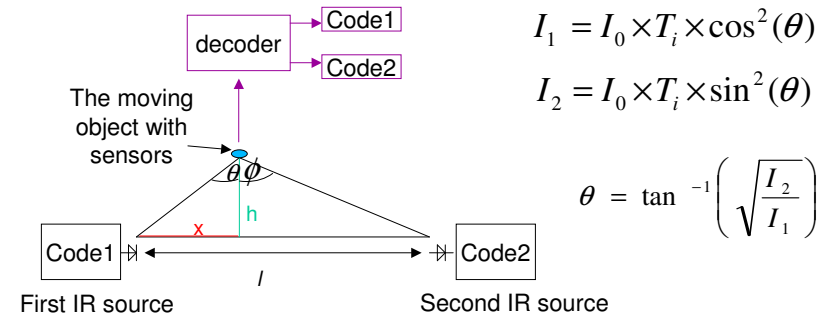 Code1
decoder
Code2
The moving
object with
sensors
θ ϕ
h
x
Code1
Code2
l
First IR source
Second IR source
I₁ = I₀ × Tᵢ × cos²(θ)
I₂ = I₀ × Tᵢ × sin²(θ)
θ = tan ⁻¹(√(I₂/I₁))